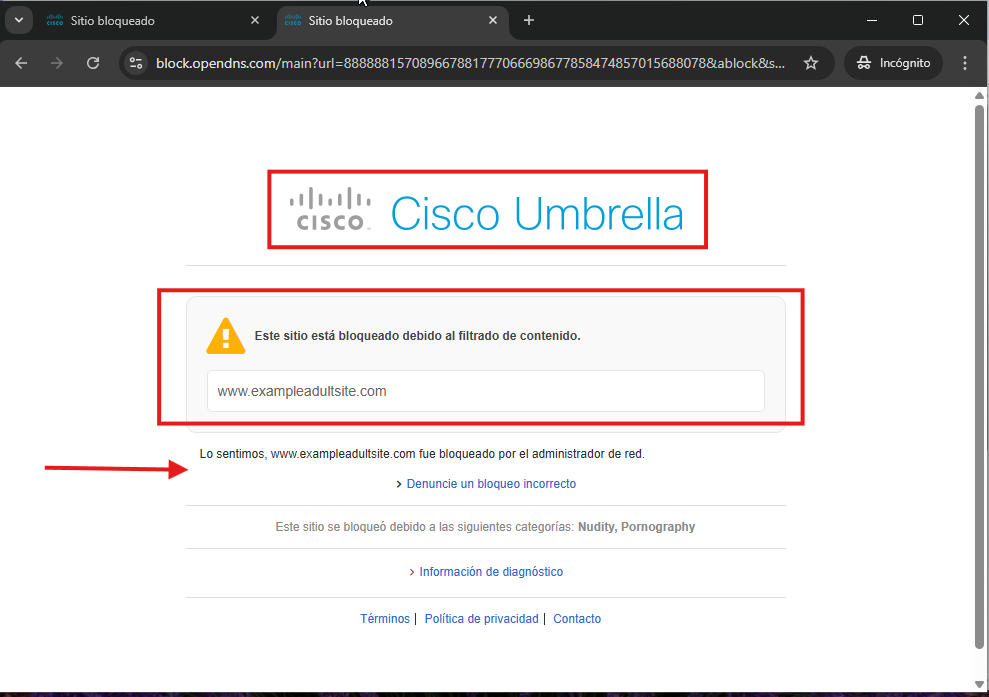 Sitio bloqueado
Sitio bloqueado
block.opendns.com/main?url=88888815708966788177706669867785847485701568​8078&ablock&s...
Incógnito
cisco Cisco Umbrella
Este sitio está bloqueado debido al filtrado de contenido.
www.exampleadultsite.com
Lo sentimos, www.exampleadultsite.com fue bloqueado por el administrador de red.
> Denuncie un bloqueo incorrecto
Este sitio se bloqueó debido a las siguientes categorías: Nudity, Pornography
> Información de diagnóstico
Términos | Política de privacidad | Contacto